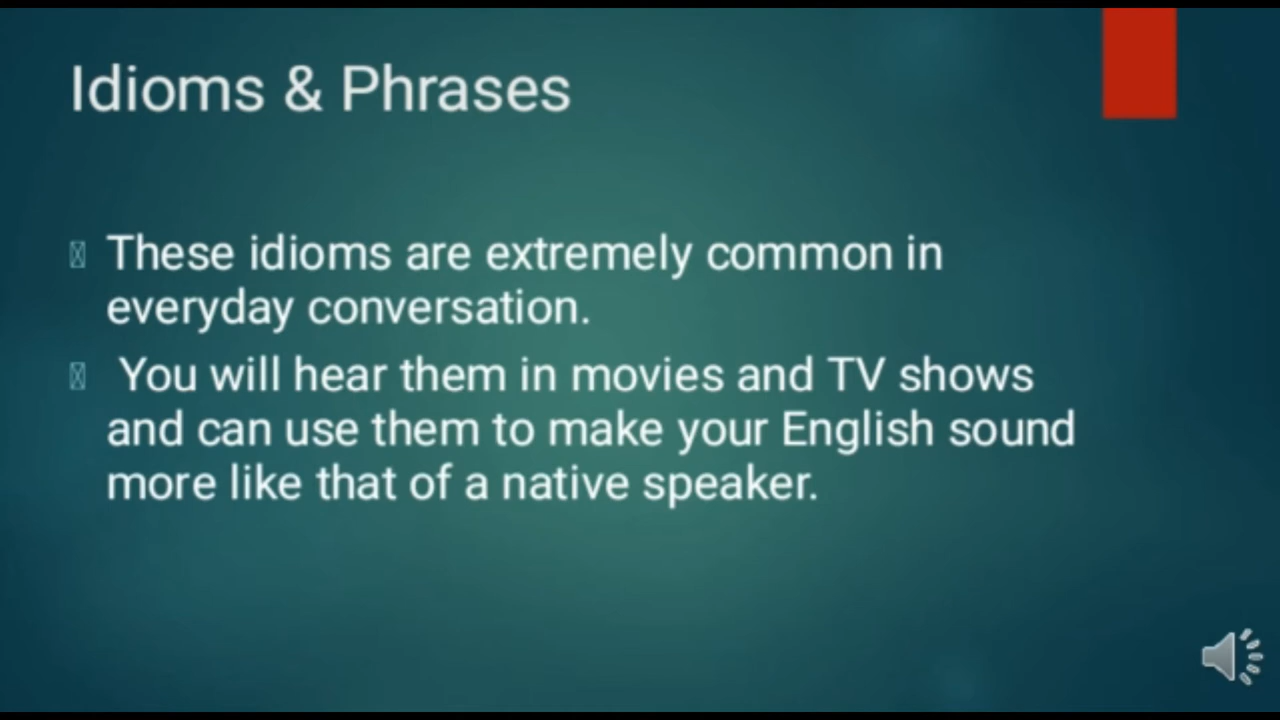 Idioms & Phrases
These idioms are extremely common in
everyday conversation.
You will hear them in movies and TV shows
and can use them to make your English sound
more like that of a native speaker.